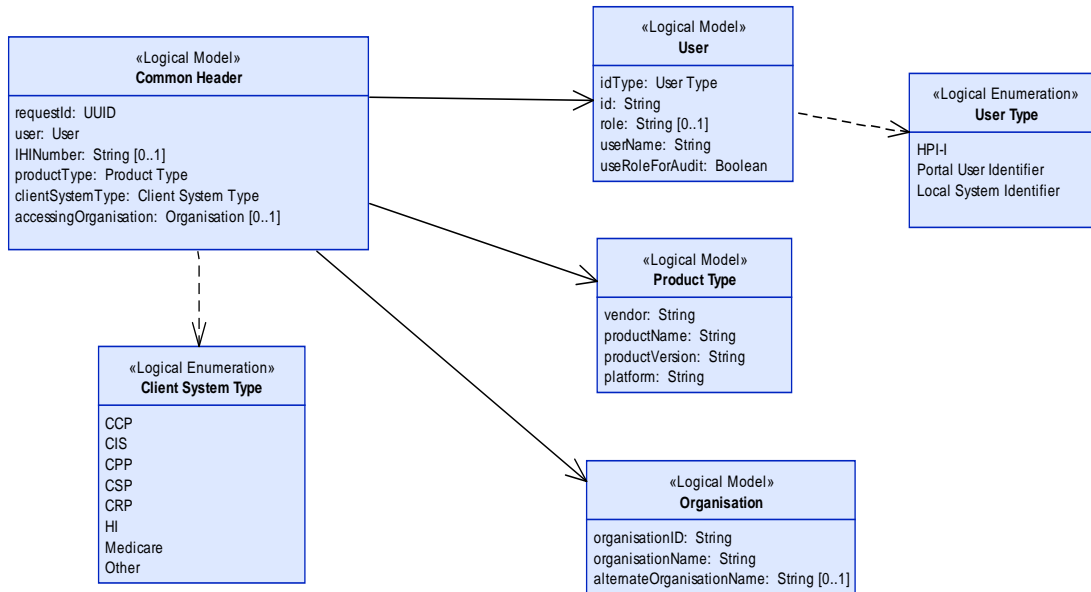 «Logical Model»
Common Header
requestId: UUID
user: User
IHINumber: String [0..1]
productType: Product Type
clientSystemType: Client System Type
accessingOrganisation: Organisation [0..1]
«Logical Model»
User
idType: User Type
id: String
role: String [0..1]
userName: String
useRoleForAudit: Boolean
«Logical Enumeration»
User Type
HPI-I
Portal User Identifier
Local System Identifier
«Logical Model»
Product Type
vendor: String
productName: String
productVersion: String
platform: String
«Logical Enumeration»
Client System Type
CCP
CIS
CPP
CSP
CRP
HI
Medicare
Other
«Logical Model»
Organisation
organisationID: String
organisationName: String
alternateOrganisationName: String [0..1]